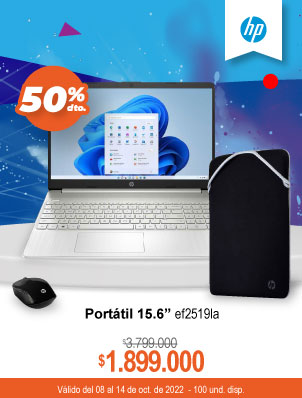 hp
50%
dto.
hp
Portátil 15.6” ef2519la
$3.799.000
$1.899.000
Válido del 08 al 14 de oct. de 2022 - 100 und. disp.